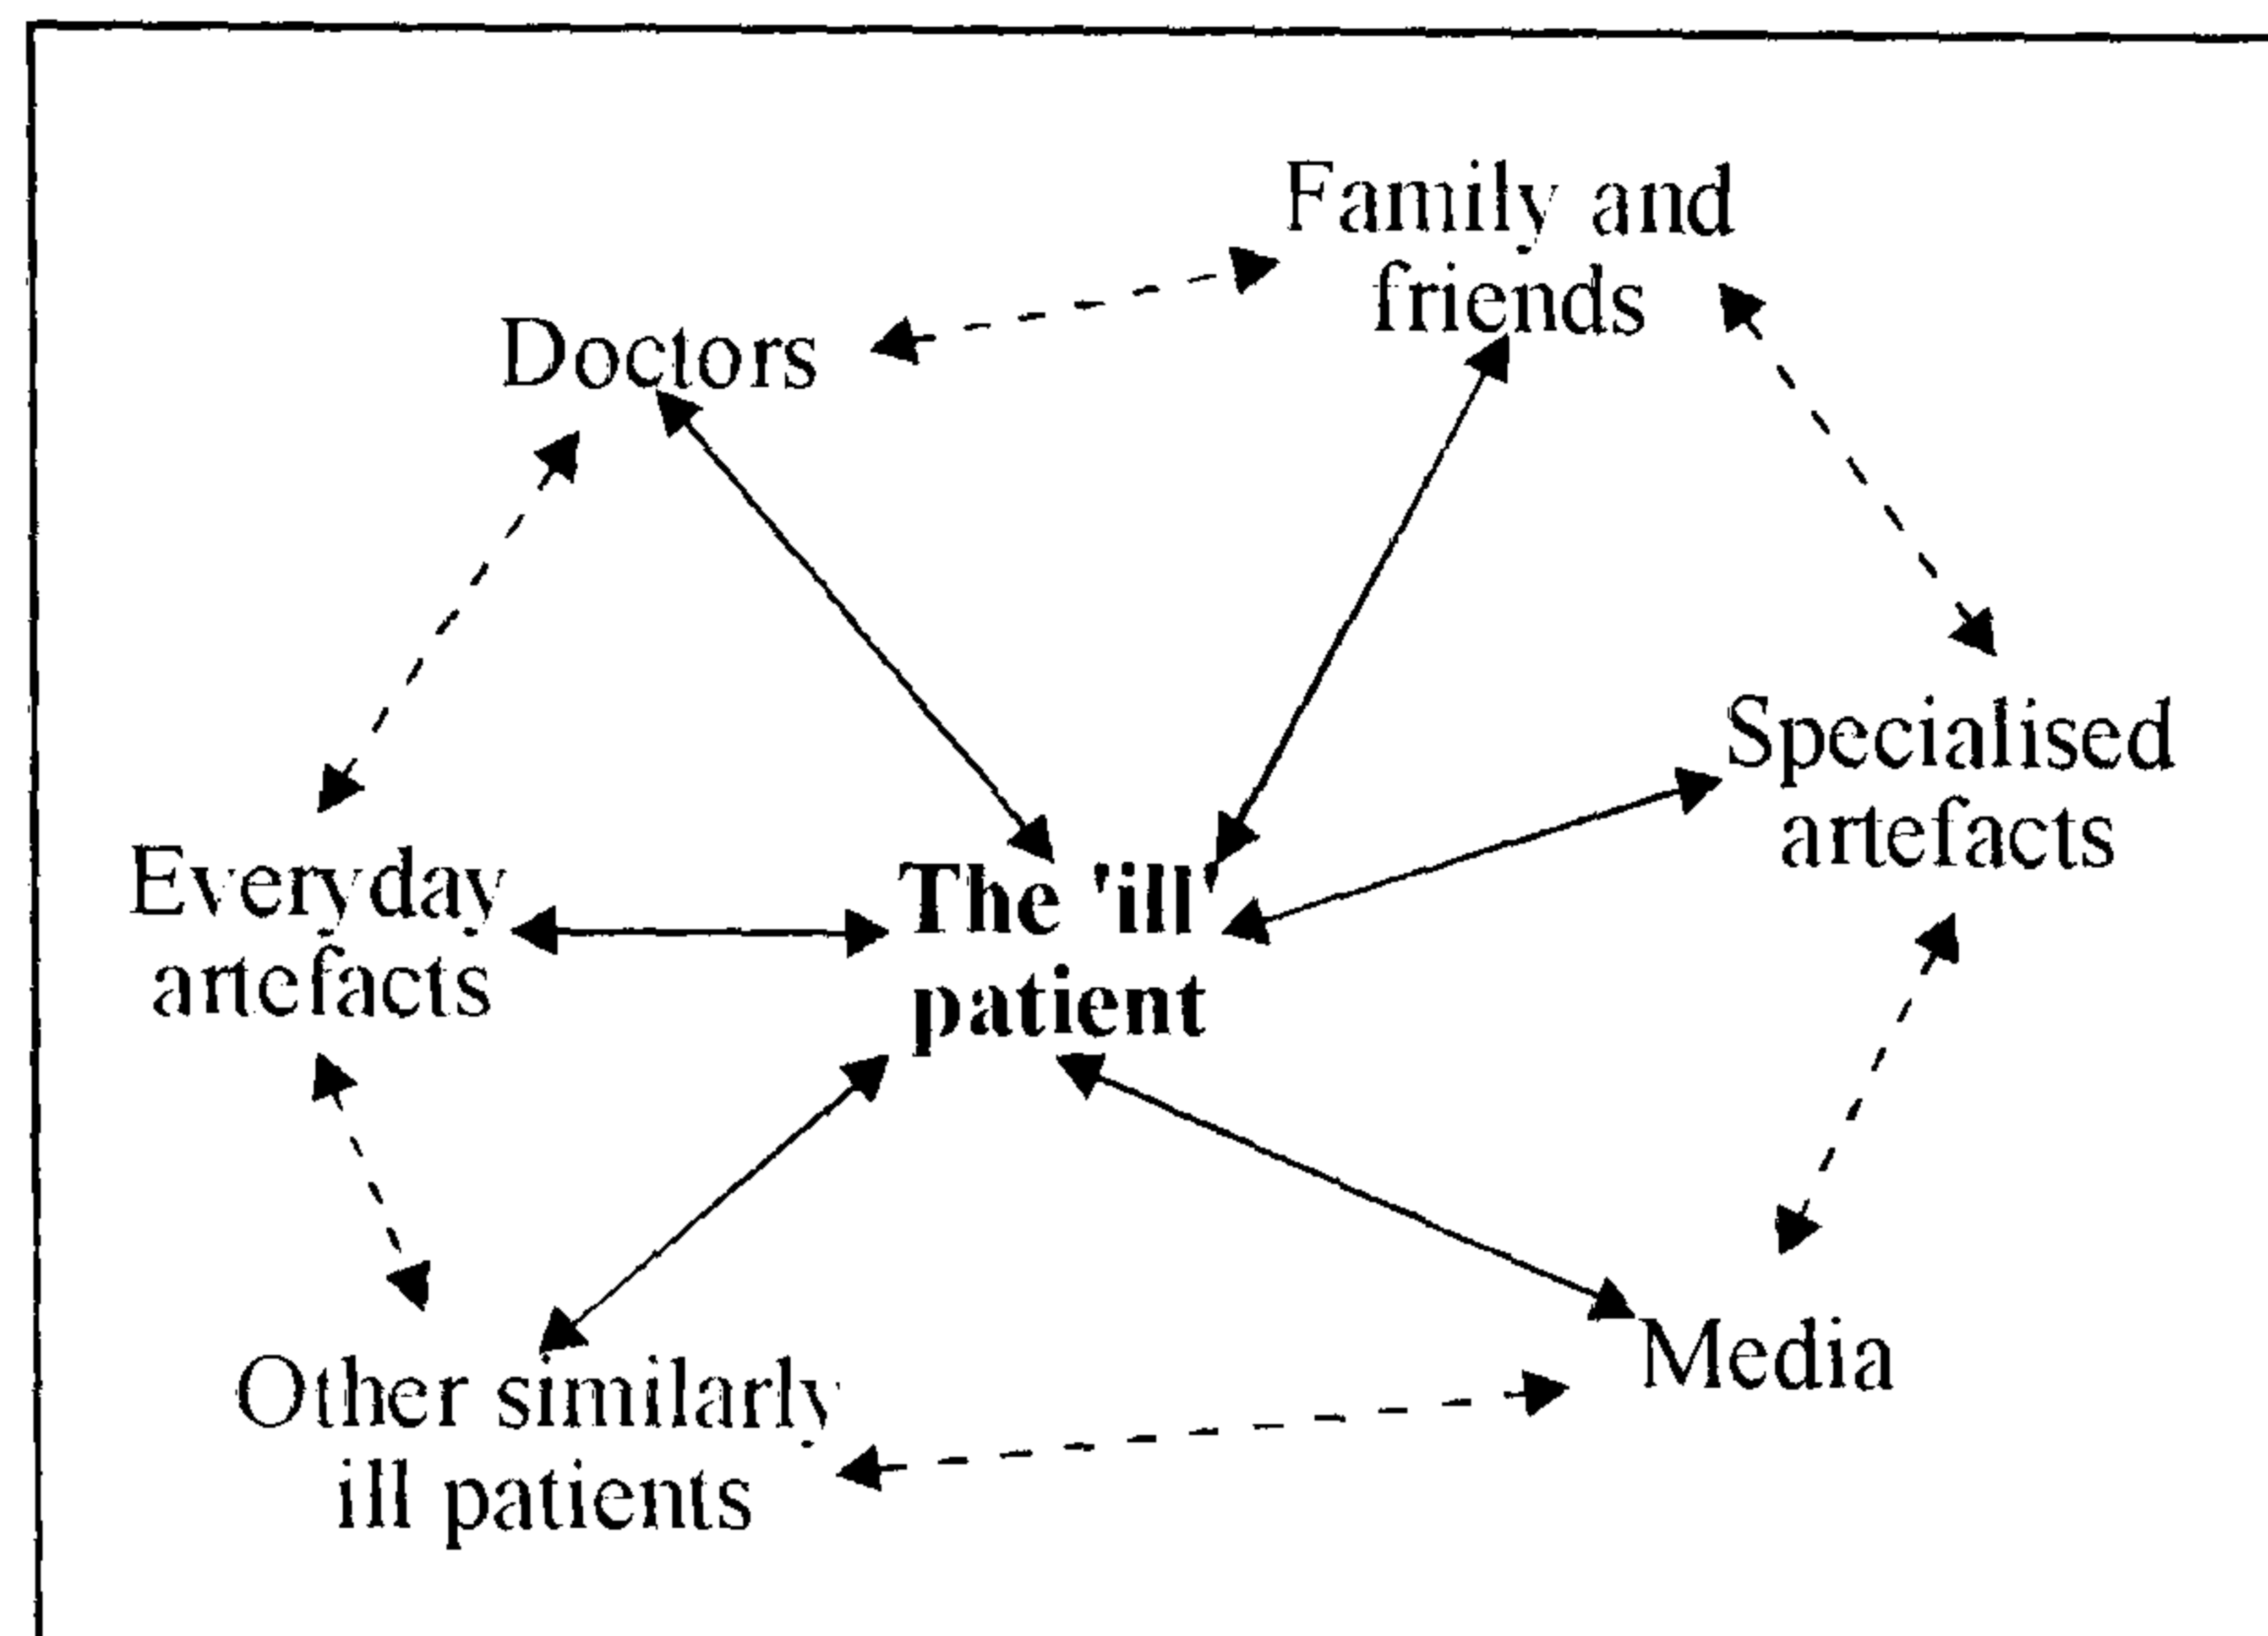 Family and
friends
Doctors
Specialised
artefacts
Everyday
artefacts
The 'ill'
patient
Media
Other similarly
ill patients